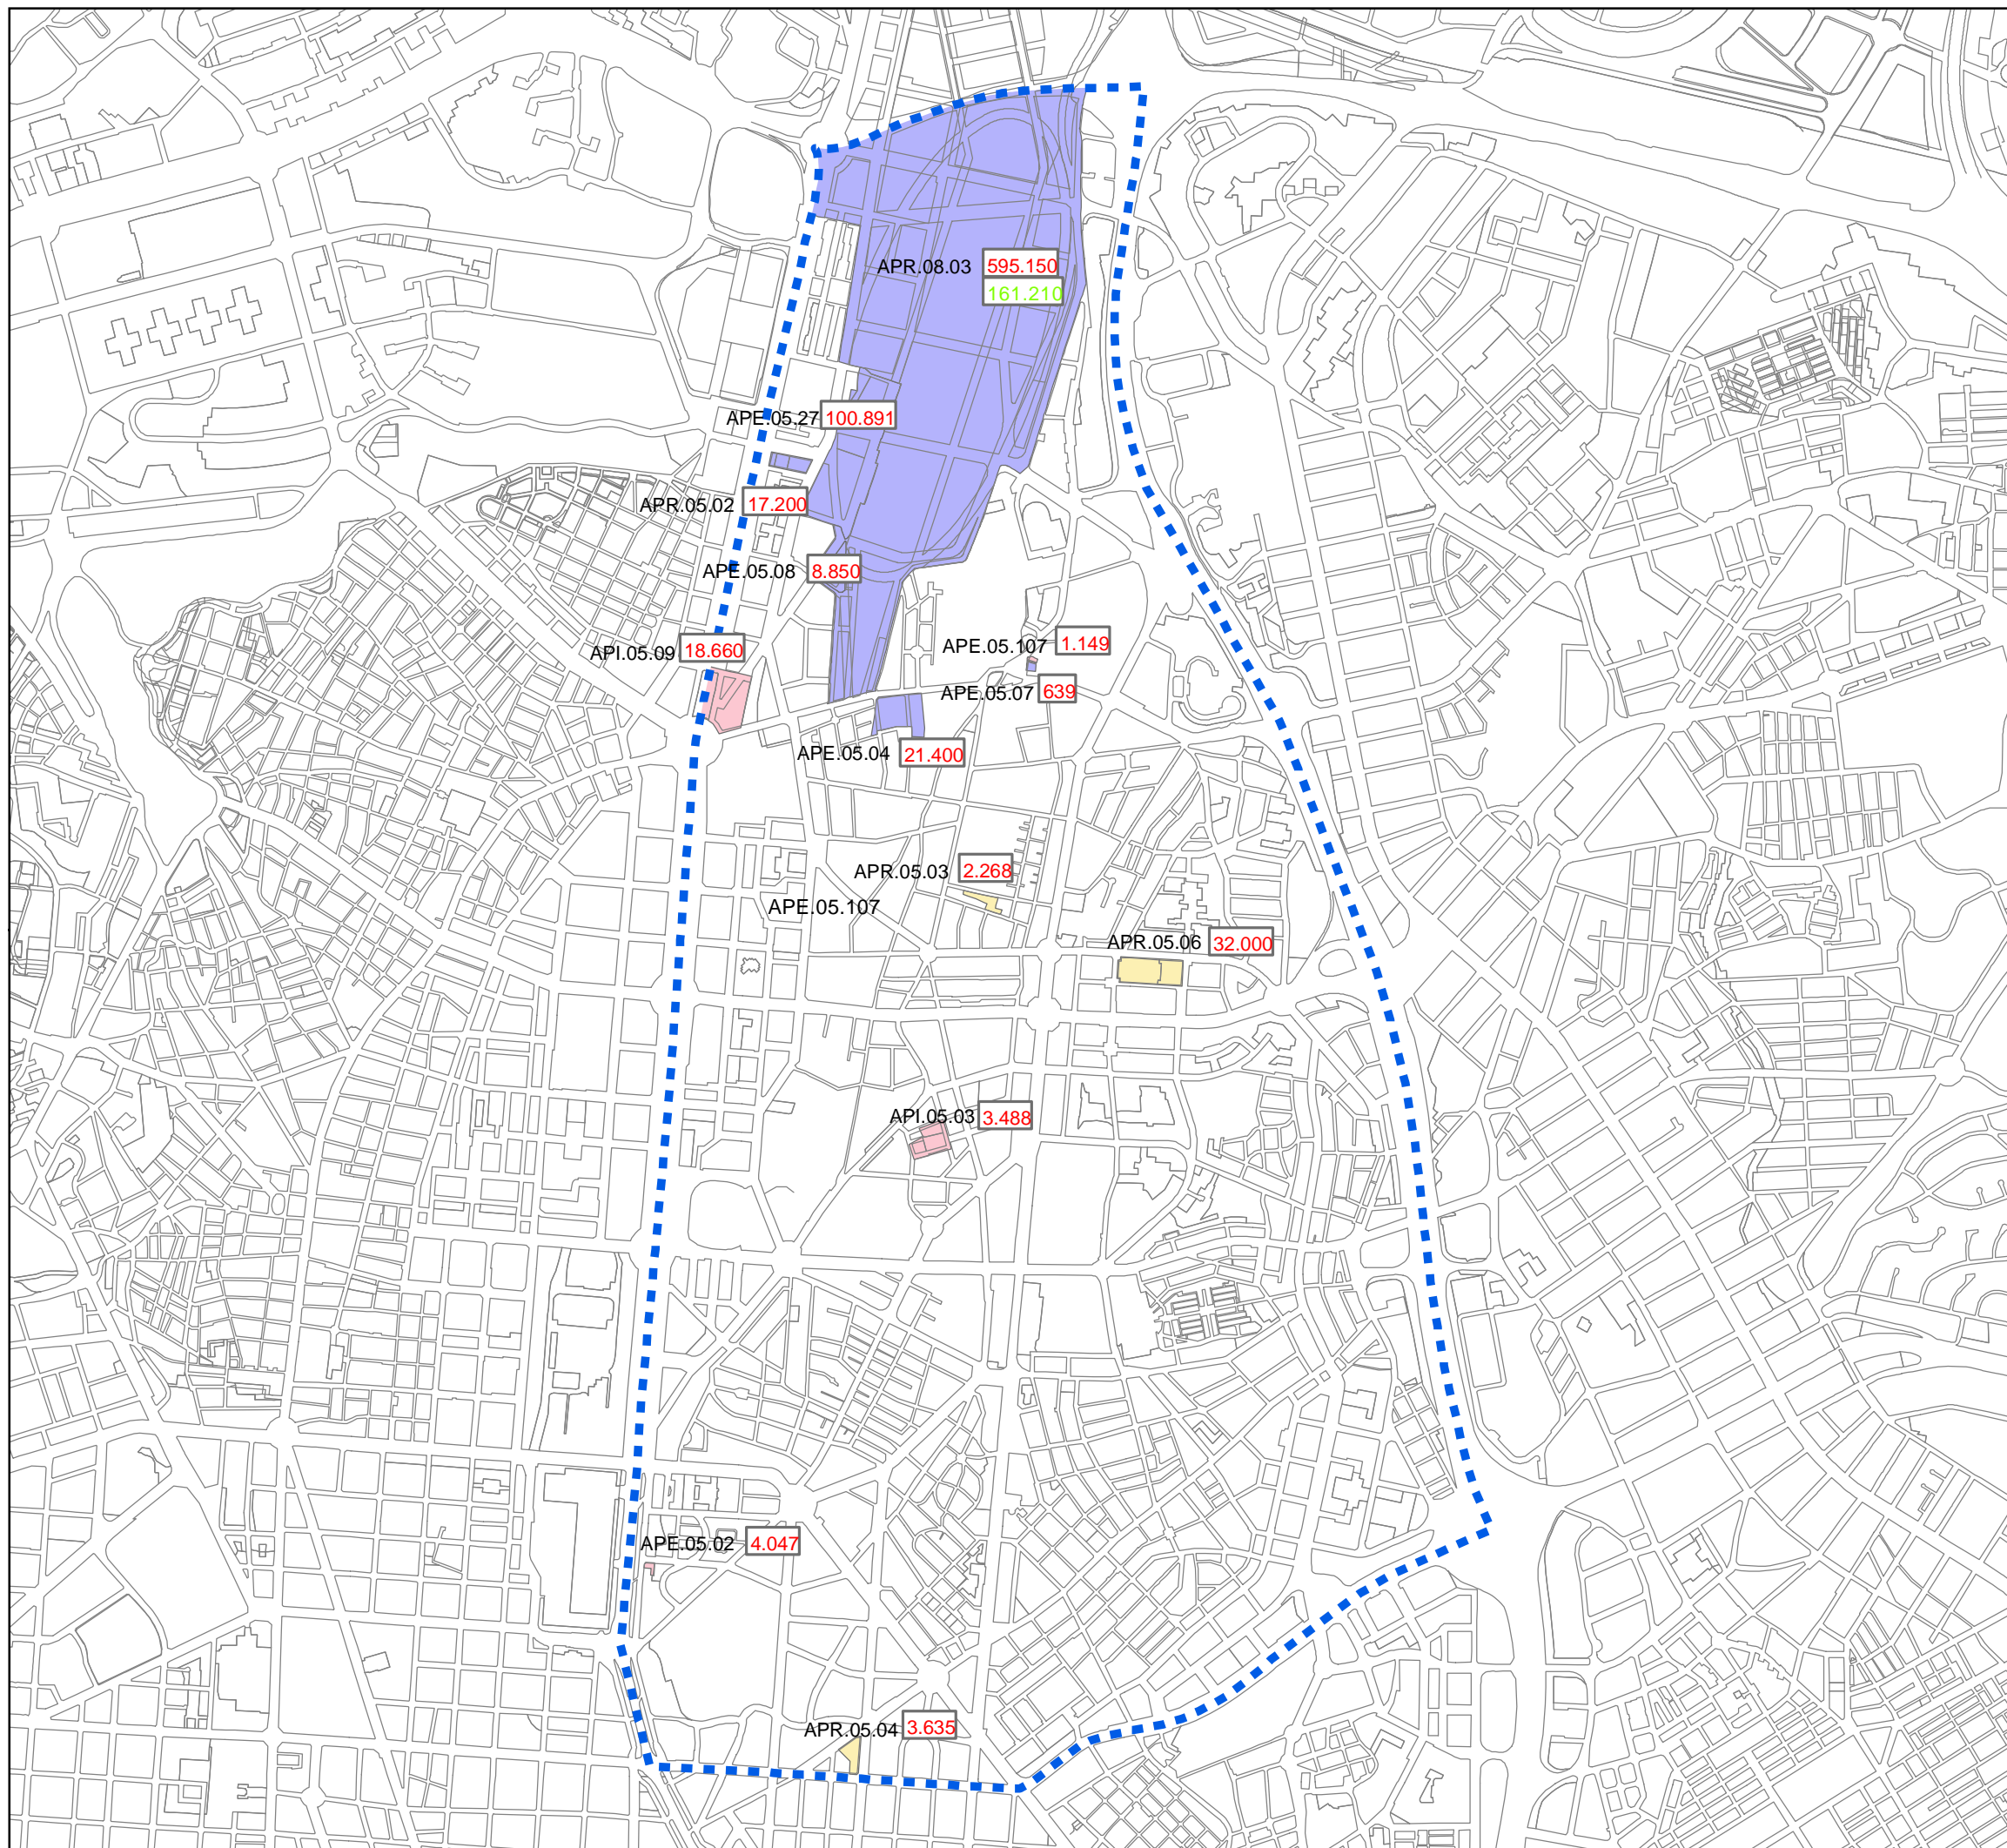 APR.08.03 595.150
161.210
APE.05.27 100.891
APR.05.02 17.200
APE.05.08 8.850
APE.05.107 1.149
API.05.09 18.660
APE.05.07 639
APE.05.04 21.400
APR.05.03 2.268
APE.05.107
APR.05.06 32.000
API.05.03 3.488
APE.05.02 4.047
APR.05.04 3.635